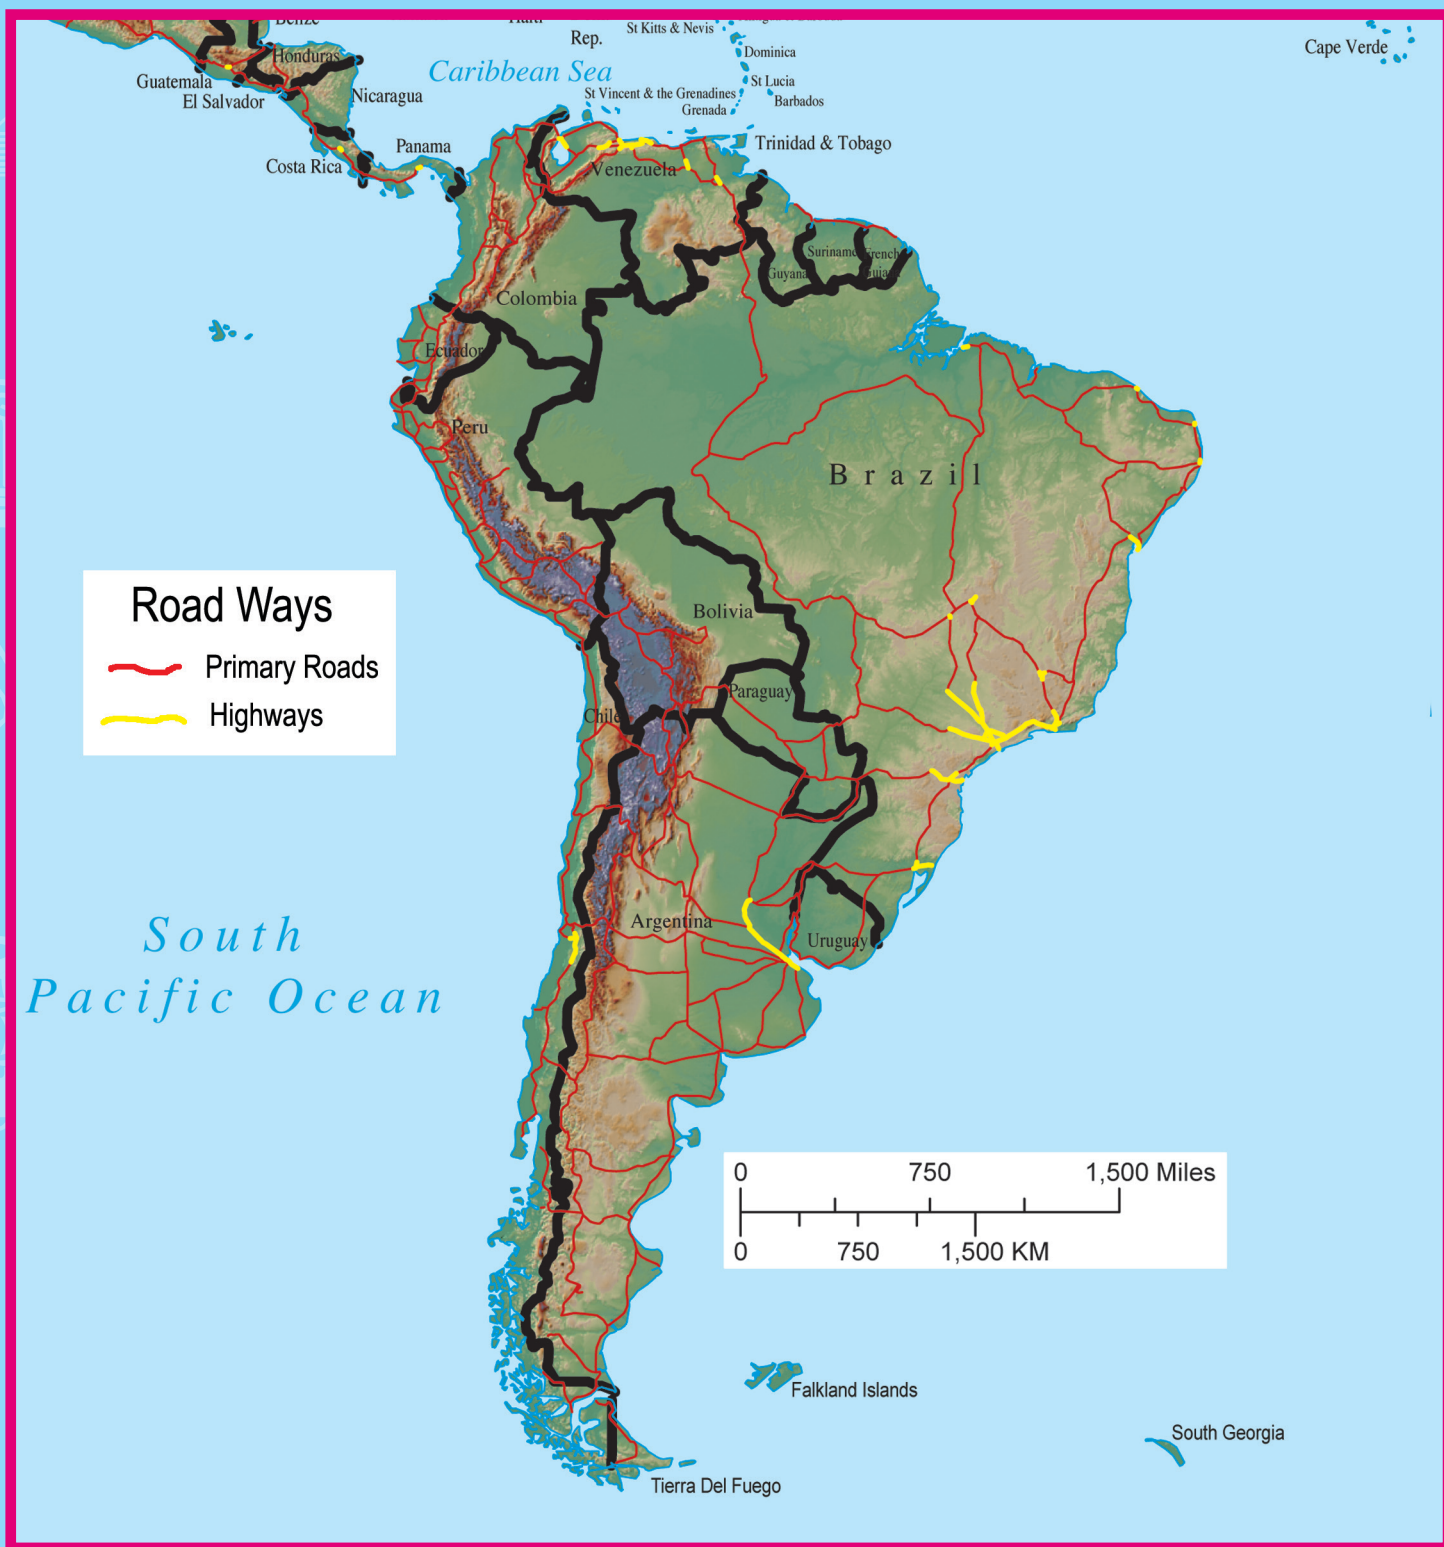 Belize
Haiti
Rep.
St Kitts & Nevis
Dominica
Cape Verde
Honduras
Guatemala
El Salvador
Nicaragua
Caribbean Sea
St Lucia
St Vincent & the Grenadines
Barbados
Grenada
Costa Rica
Panama
Trinidad & Tobago
Venezuela
Suriname
French
Guiana
Guyana
Colombia
Ecuador
Peru
Brazil
Bolivia
Paraguay
Chile
Argentina
Uruguay
Road Ways
Primary Roads
Highways
South
Pacific Ocean
0 750 1,500 Miles
0 750 1,500 KM
Falkland Islands
South Georgia
Tierra Del Fuego